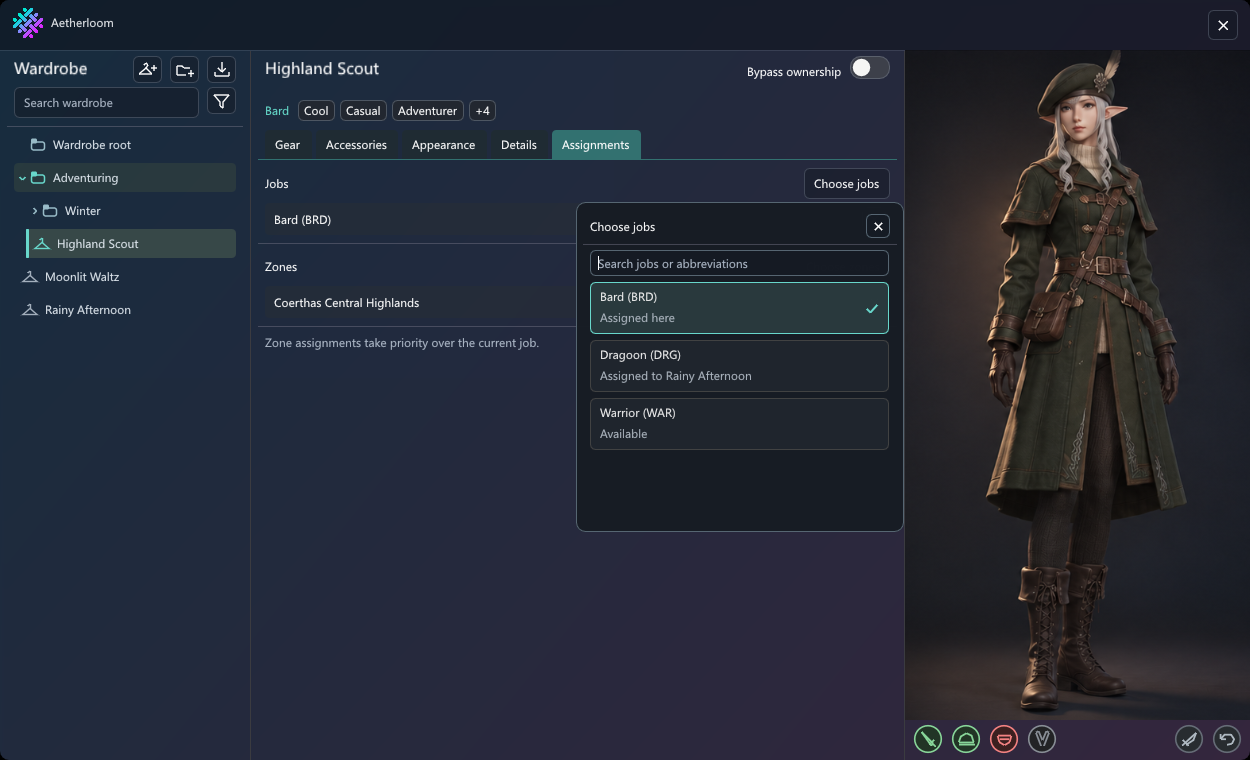 Aetherloom
Wardrobe
Search wardrobe
Wardrobe root
Adventuring
Winter
Highland Scout
Moonlit Waltz
Rainy Afternoon
Highland Scout
Bypass ownership
Bard Cool Casual Adventurer +4
Gear Accessories Appearance Details Assignments
Jobs
Choose jobs
Bard (BRD)
Zones
Coerthas Central Highlands
Zone assignments take priority over the current job.
Choose jobs
Search jobs or abbreviations
Bard (BRD)
Assigned here
Dragoon (DRG)
Assigned to Rainy Afternoon
Warrior (WAR)
Available